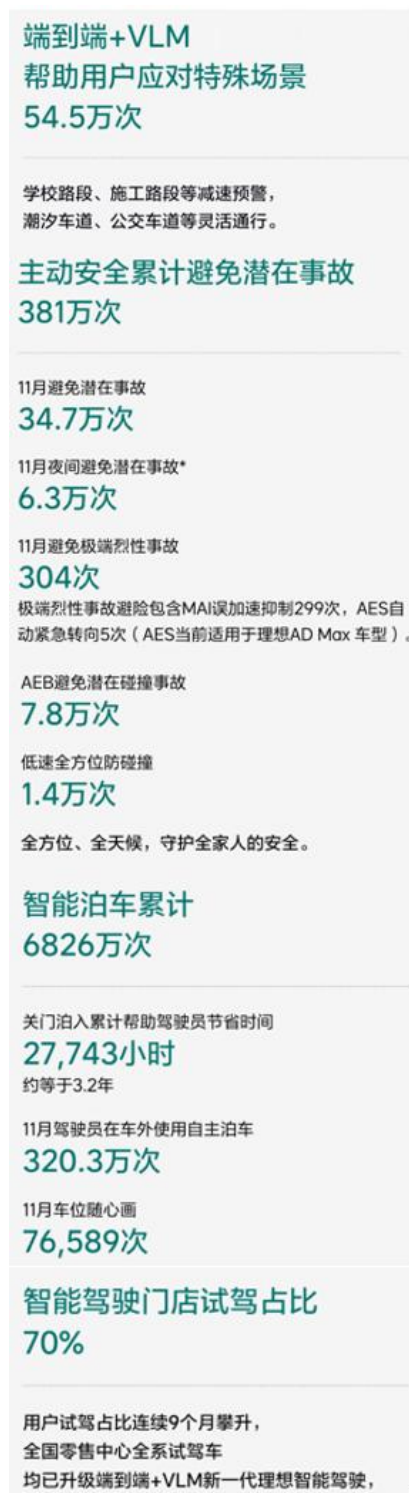 端到端+VLM
帮助用户应对特殊场景
54.5万次
学校路段、施工路段等减速预警，
潮汐车道、公交车道等灵活通行。
主动安全累计避免潜在事故
381万次
11月避免潜在事故
34.7万次
11月夜间避免潜在事故*
6.3万次
11月避免极端烈性事故
304次
极端烈性事故避险包含MAI误加速抑制299次，AES自
动紧急转向5次（AES当前适用于理想AD Max 车型）。
AEB避免潜在碰撞事故
7.8万次
低速全方位防碰撞
1.4万次
全方位、全天候，守护全家人的安全。
智能泊车累计
6826万次
关门泊入累计帮助驾驶员节省时间
27,743小时
约等于3.2年
11月驾驶员在车外使用自主泊车
320.3万次
11月车位随心画
76,589次
智能驾驶门店试驾占比
70%
用户试驾占比连续9个月攀升，
全国零售中心全系试驾车
均已升级端到端+VLM新一代理想智能驾驶，